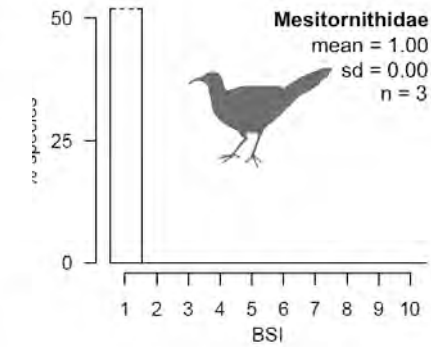 Mesitornithidae
mean = 1.00
sd = 0.00
n = 3
50
25
0
%
1 2 3 4 5 6 7 8 9 10
BSI